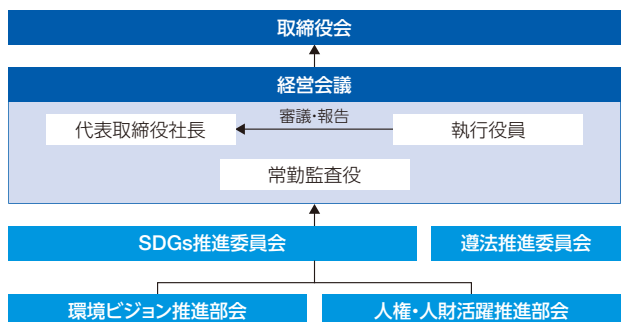 取締役会
経営会議
審議・報告
代表取締役社長
執行役員
常勤監査役
SDGs推進委員会
遵法推進委員会
環境ビジョン推進部会
人権・人財活躍推進部会